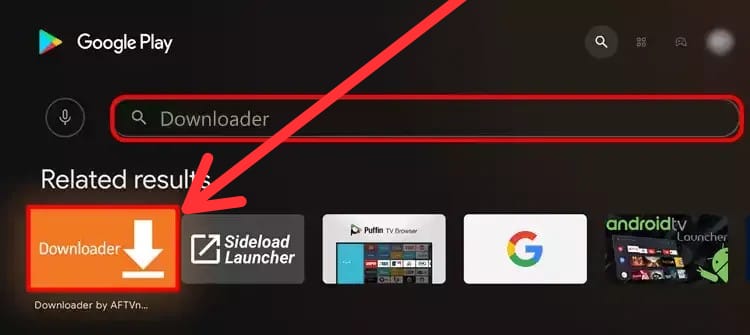 Google Play
Downloader
Related results
Downloader
Sideload
Launcher
Puffin TV Browser
G
androidtv
Launcher
Downloader by AFTVn...